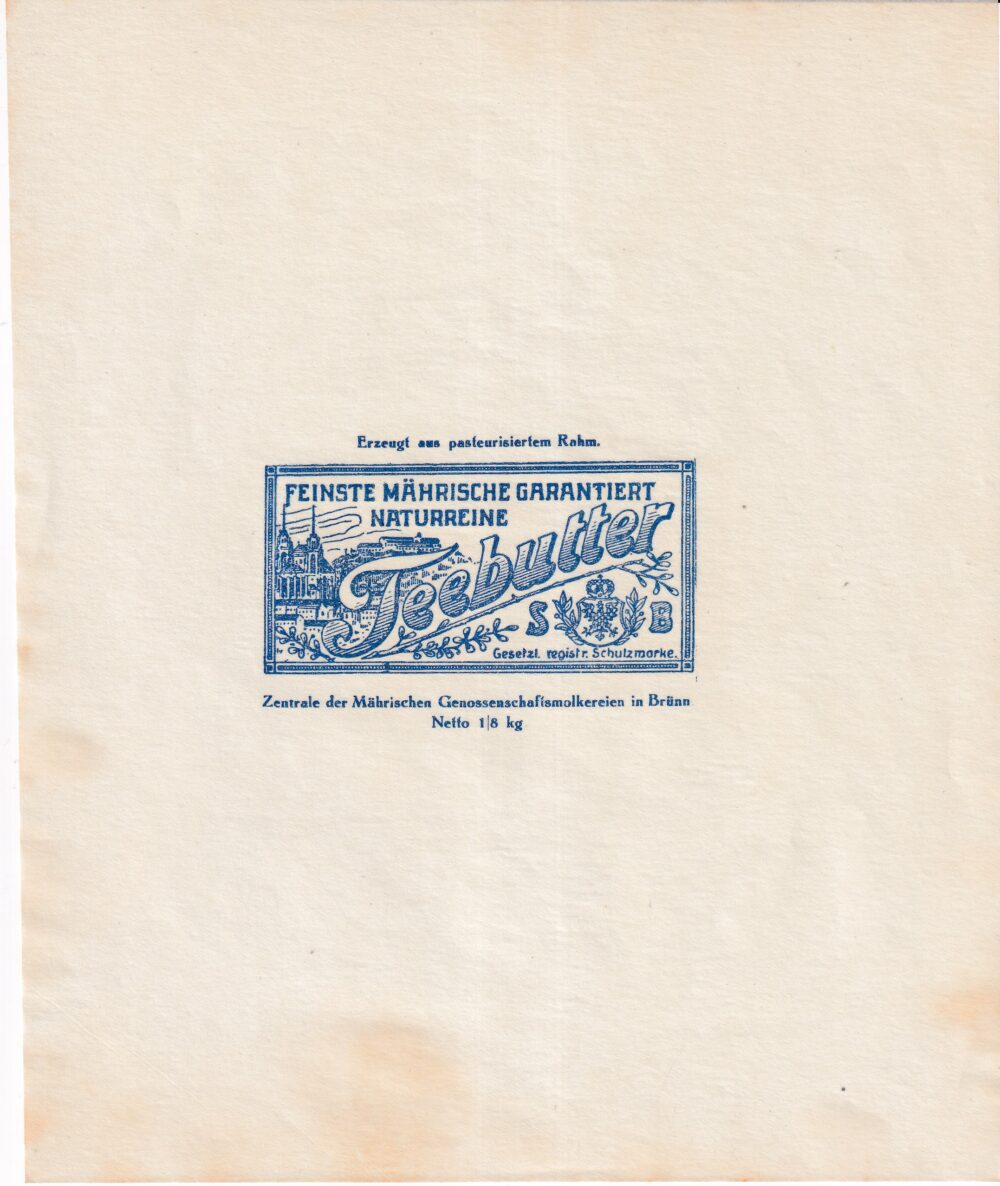 Erzeugt aus pasteurisiertem Rahm.
FEINSTE MÄHRISCHE GARANTIERT
NATURREINE
Teebutter
S B
Gesetzl. registr. Schutzmarke.
Zentrale der Mährischen Genossenschaftsmolkereien in Brünn
Netto 1|8 kg